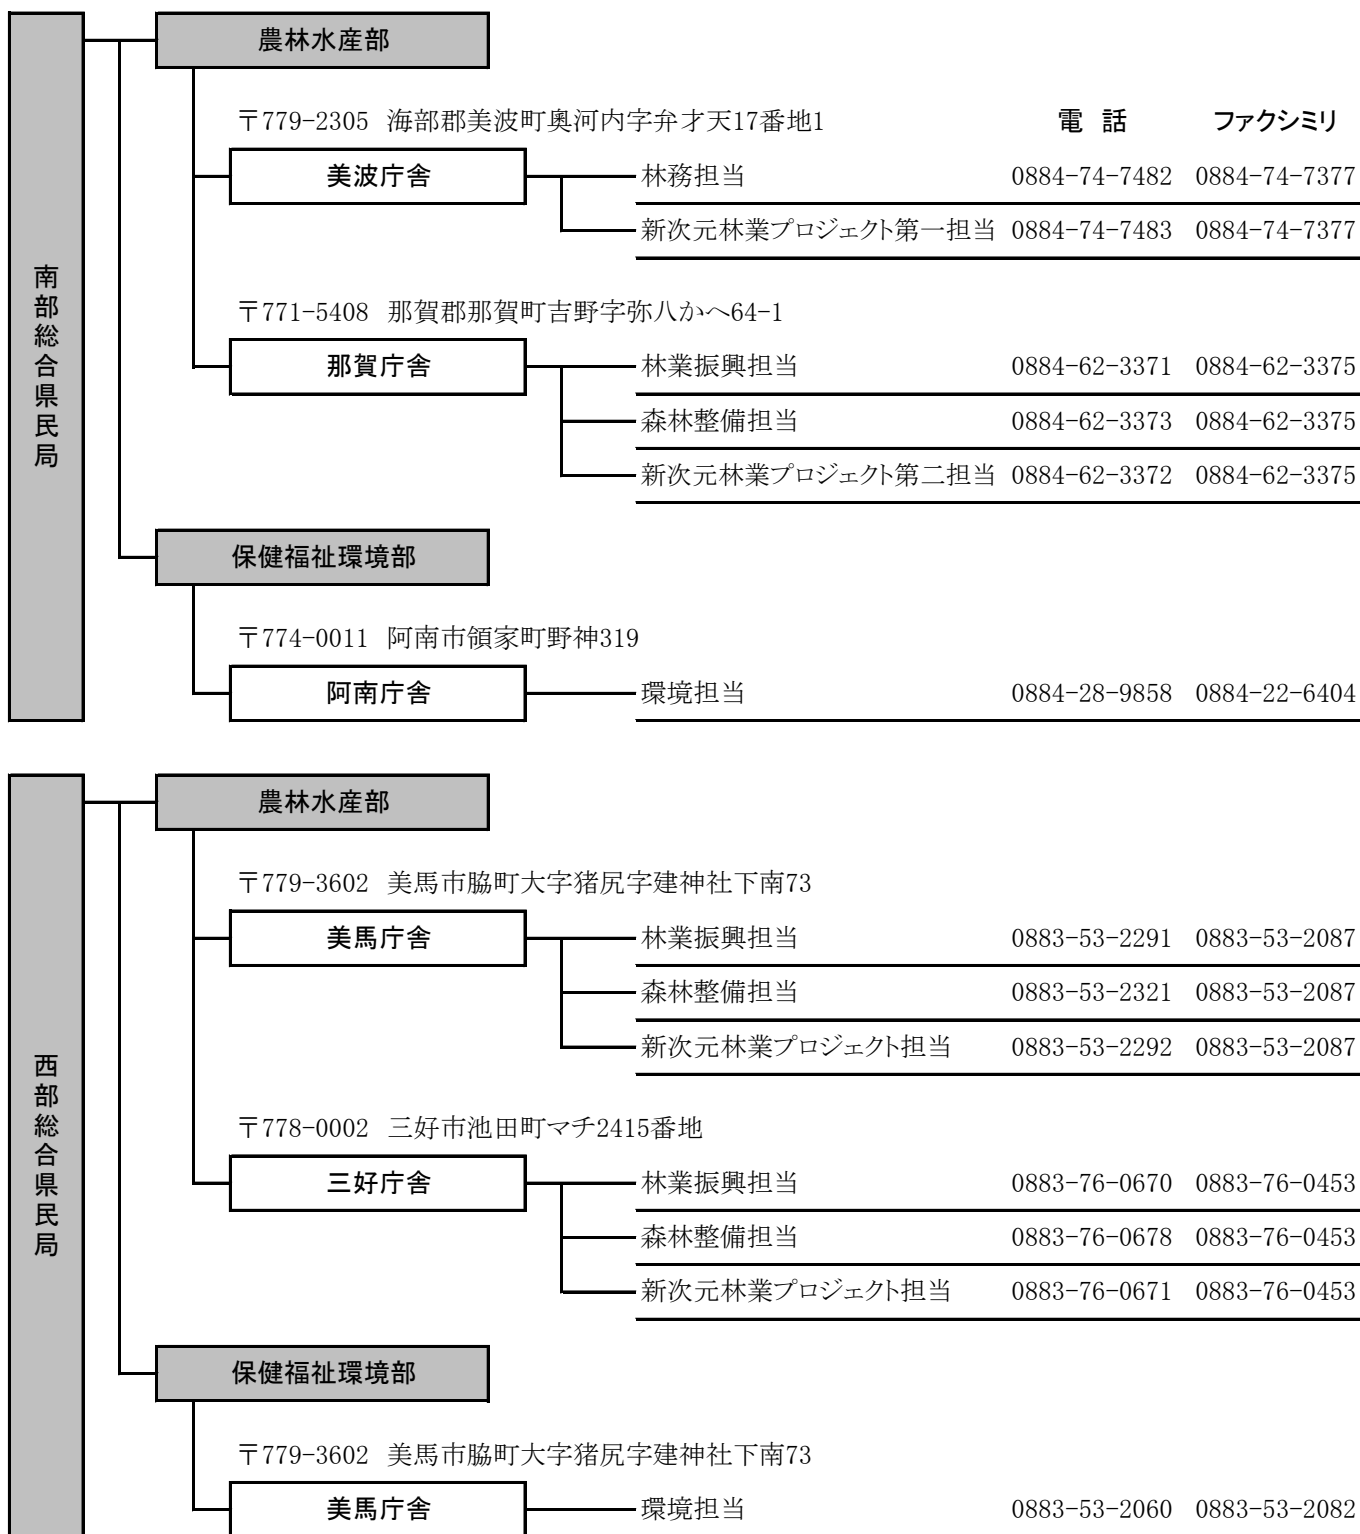 南部総合県民局
農林水産部
〒779-2305 海部郡美波町奥河内字弁才天17番地1 電 話 ファクシミリ
美波庁舎 林務担当 0884-74-7482 0884-74-7377
新次元林業プロジェクト第一担当 0884-74-7483 0884-74-7377
〒771-5408 那賀郡那賀町吉野字弥八かへ64-1
那賀庁舎 林業振興担当 0884-62-3371 0884-62-3375
森林整備担当 0884-62-3373 0884-62-3375
新次元林業プロジェクト第二担当 0884-62-3372 0884-62-3375
保健福祉環境部
〒774-0011 阿南市領家町野神319
阿南庁舎 環境担当 0884-28-9858 0884-22-6404
西部総合県民局
農林水産部
〒779-3602 美馬市脇町大字猪尻字建神社下南73
美馬庁舎 林業振興担当 0883-53-2291 0883-53-2087
森林整備担当 0883-53-2321 0883-53-2087
新次元林業プロジェクト担当 0883-53-2292 0883-53-2087
〒778-0002 三好市池田町マチ2415番地
三好庁舎 林業振興担当 0883-76-0670 0883-76-0453
森林整備担当 0883-76-0678 0883-76-0453
新次元林業プロジェクト担当 0883-76-0671 0883-76-0453
保健福祉環境部
〒779-3602 美馬市脇町大字猪尻字建神社下南73
美馬庁舎 環境担当 0883-53-2060 0883-53-2082